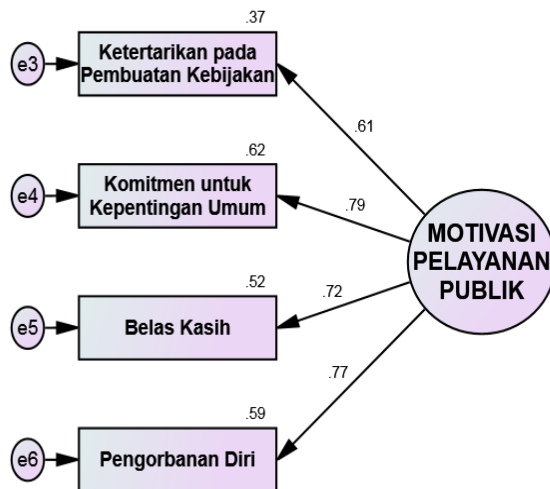 .37
e3
Ketertarikan pada
Pembuatan Kebijakan
.61
.62
e4
Komitmen untuk
Kepentingan Umum
.79
MOTIVASI
PELAYANAN
PUBLIK
.52
e5
Belas Kasih
.72
.77
.59
e6
Pengorbanan Diri